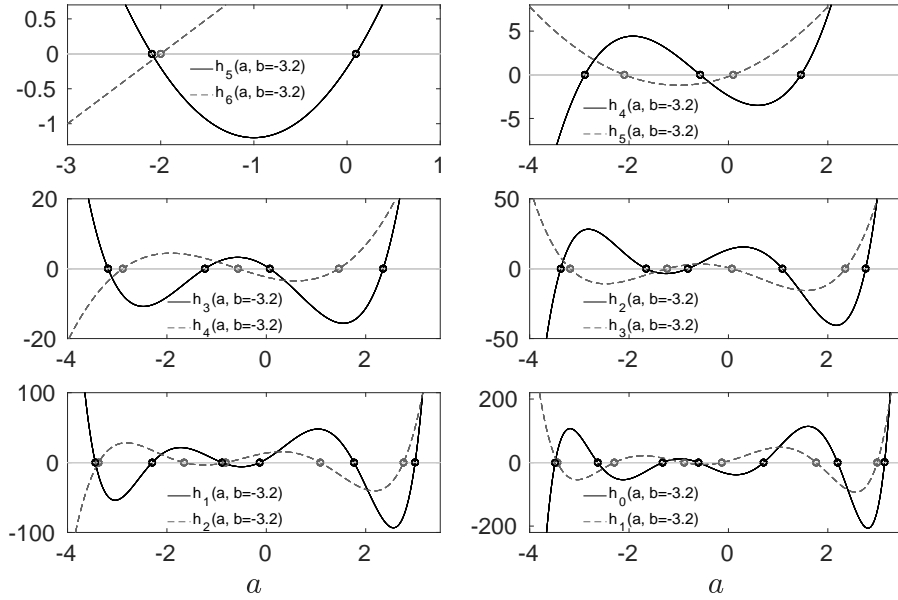 0.5
0
-0.5
-1
h5(a, b=-3.2)
h6(a, b=-3.2)
-3 -2 -1 0 1
5
0
-5
h4(a, b=-3.2)
h5(a, b=-3.2)
-4 -2 0 2
20
0
-20
h3(a, b=-3.2)
h4(a, b=-3.2)
-4 -2 0 2
50
0
-50
h2(a, b=-3.2)
h3(a, b=-3.2)
-4 -2 0 2
100
0
-100
h1(a, b=-3.2)
h2(a, b=-3.2)
-4 -2 0 2
a
200
0
-200
h0(a, b=-3.2)
h1(a, b=-3.2)
-4 -2 0 2
a